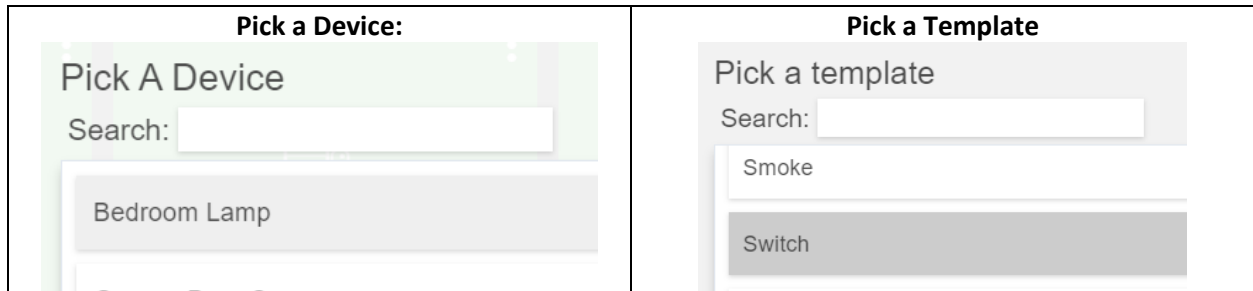 Pick a Device:
Pick A Device
Search:
Bedroom Lamp
Pick a Template
Pick a template
Search:
Smoke
Switch